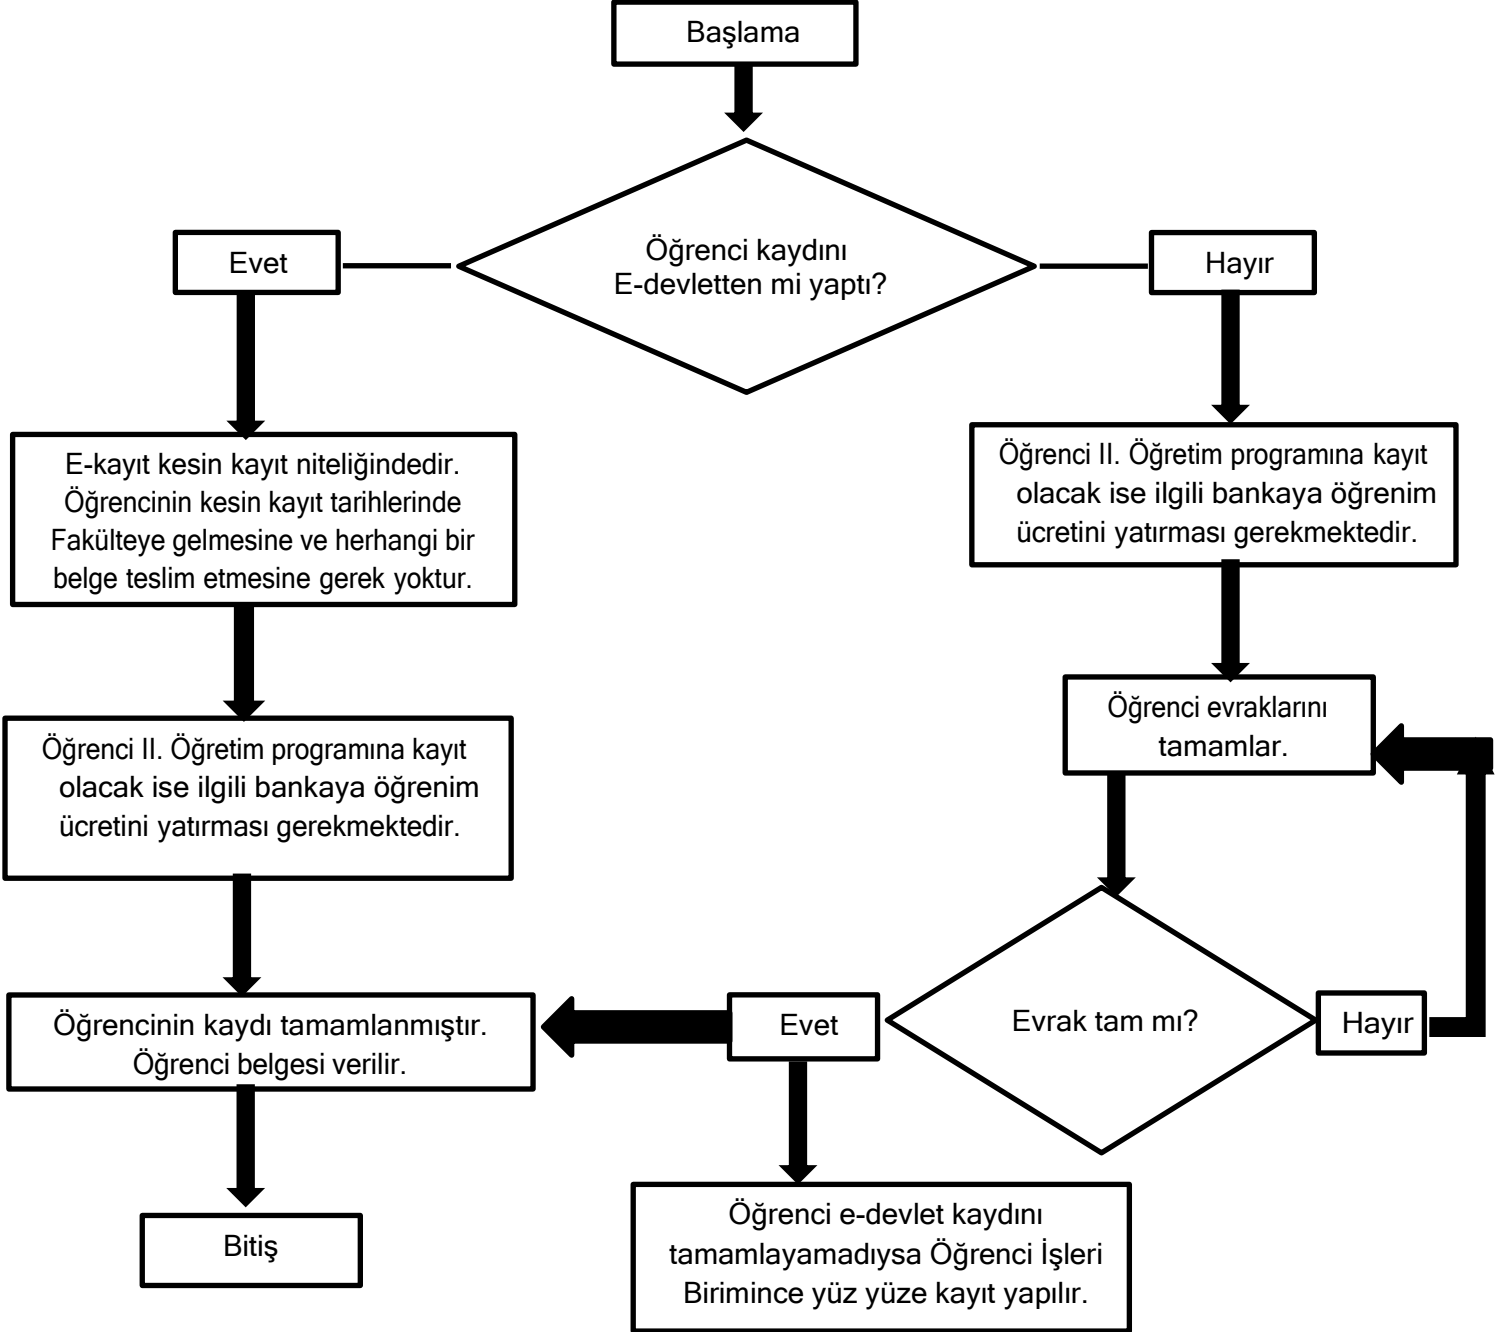 Başlama
Öğrenci kaydını
E-devletten mi yaptı?
Evet
Hayır
E-kayıt kesin kayıt niteliğindedir.
Öğrencinin kesin kayıt tarihlerinde
Fakülteye gelmesine ve herhangi bir
belge teslim etmesine gerek yoktur.
Öğrenci II. Öğretim programına kayıt
olacak ise ilgili bankaya öğrenim
ücretini yatırması gerekmektedir.
Öğrenci evraklarını
tamamlar.
Öğrenci II. Öğretim programına kayıt
olacak ise ilgili bankaya öğrenim
ücretini yatırması gerekmektedir.
Evrak tam mı?
Evet
Hayır
Öğrencinin kaydı tamamlanmıştır.
Öğrenci belgesi verilir.
Öğrenci e-devlet kaydını
tamamlayamadıysa Öğrenci İşleri
Birimince yüz yüze kayıt yapılır.
Bitiş